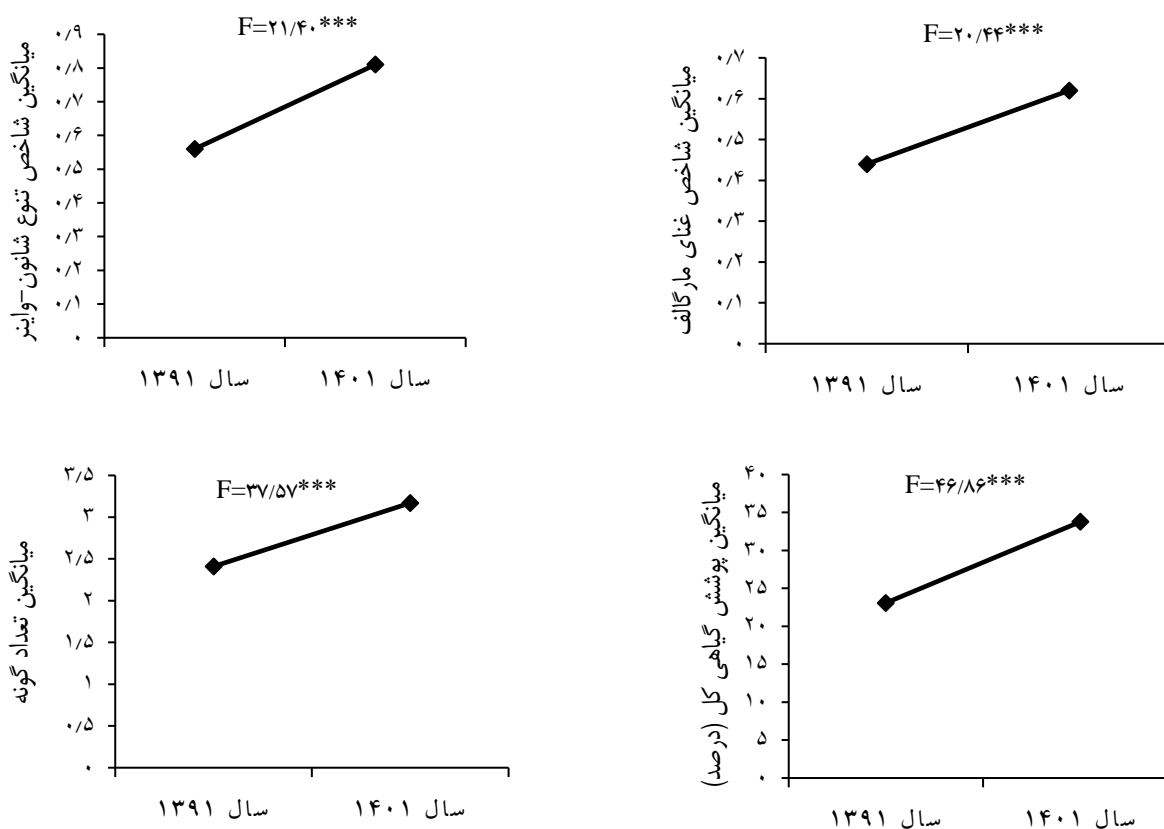 F=۲۱/۴۰***
میانگین شاخص تنوع شانون-واینر
۰/۹
۰/۸
۰/۷
۰/۶
۰/۵
۰/۴
۰/۳
۰/۲
۰/۱
۰
سال ۱۳۹۱
سال ۱۴۰۱
F=۲۰/۴۴***
میانگین شاخص غنای مارگالف
۰/۷
۰/۶
۰/۵
۰/۴
۰/۳
۰/۲
۰/۱
۰
سال ۱۳۹۱
سال ۱۴۰۱
F=۳۷/۵۷***
میانگین تعداد گونه
۳/۵
۳
۲/۵
۲
۱/۵
۱
۰/۵
۰
سال ۱۳۹۱
سال ۱۴۰۱
F=۴۶/۸۶***
میانگین پوشش گیاهی کل (درصد)
۴۰
۳۵
۳۰
۲۵
۲۰
۱۵
۱۰
۵
۰
سال ۱۳۹۱
سال ۱۴۰۱